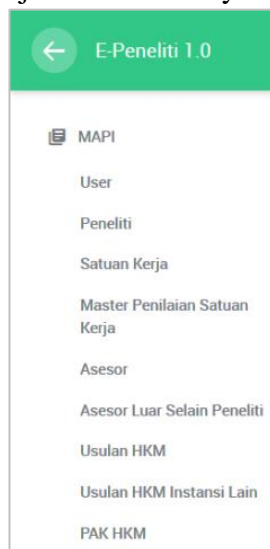 E-Peneliti 1.0
MAPI
User
Peneliti
Satuan Kerja
Master Penilaian Satuan
Kerja
Asesor
Asesor Luar Selain Peneliti
Usulan HKM
Usulan HKM Instansi Lain
PAK HKM